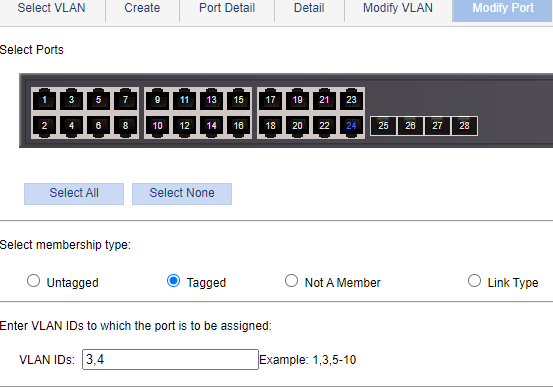 Select VLAN Create Port Detail Detail Modify VLAN Modify Port
Select Ports
1 3 5 7 9 11 13 15 17 19 21 23
2 4 6 8 10 12 14 16 18 20 22 24 25 26 27 28
Select All Select None
Select membership type:
Untagged Tagged Not A Member Link Type
Enter VLAN IDs to which the port is to be assigned:
VLAN IDs: 3,4 Example: 1,3,5-10